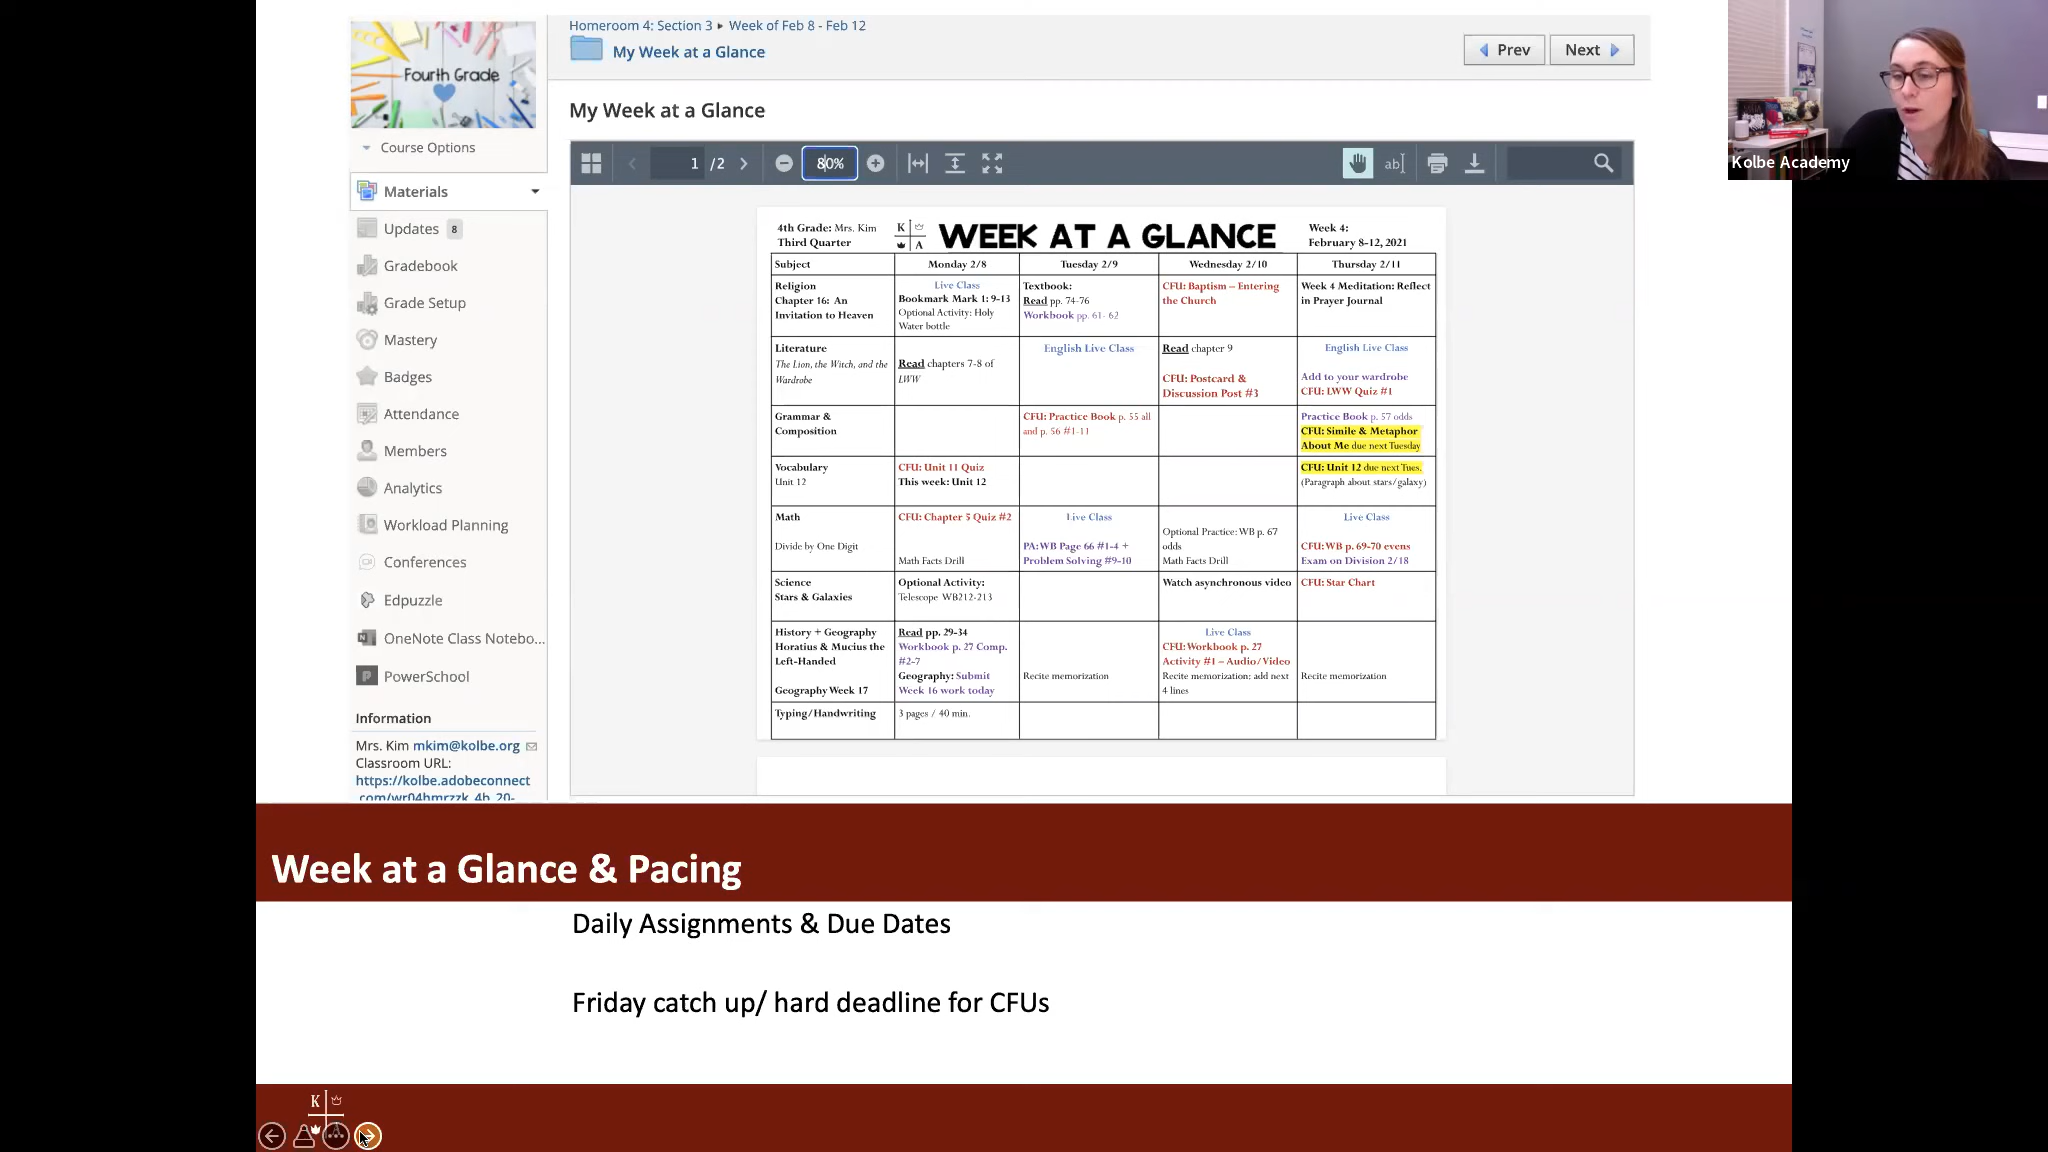 Fourth Grade
Course Options
Materials
Updates 8
Gradebook
Grade Setup
Mastery
Badges
Attendance
Members
Analytics
Workload Planning
Conferences
Edpuzzle
OneNote Class Notebo...
PowerSchool
Information
Mrs. Kim mkim@kolbe.org
Classroom URL:
https://kolbe.adobeconnect
Homeroom 4: Section 3 ▸ Week of Feb 8 - Feb 12
My Week at a Glance
Prev
Next
My Week at a Glance
1 /2
80%
ab
4th Grade: Mrs. Kim
Third Quarter
K
A
WEEK AT A GLANCE
Week 4:
February 8-12, 2021
Subject
Monday 2/8
Tuesday 2/9
Wednesday 2/10
Thursday 2/11
Religion
Chapter 16: An
Invitation to Heaven
Live Class
Bookmark Mark 1: 9-13
Optional Activity: Holy
Water bottle
Textbook:
Read pp. 74-76
Workbook pp. 61- 62
CFU: Baptism – Entering
the Church
Week 4 Meditation: Reflect
in Prayer Journal
Literature
The Lion, the Witch, and the
Wardrobe
Read chapters 7-8 of
LWW
English Live Class
Read chapter 9
CFU: Postcard &
Discussion Post #3
English Live Class
Add to your wardrobe
CFU: LWW Quiz #1
Grammar &
Composition
CFU: Practice Book p. 55 all
and p. 56 #1-11
Practice Book p. 57 odds
CFU: Simile & Metaphor
About Me due next Tuesday
Vocabulary
Unit 12
CFU: Unit 11 Quiz
This week: Unit 12
CFU: Unit 12 due next Tues.
(Paragraph about stars/galaxy)
Math
Divide by One Digit
CFU: Chapter 5 Quiz #2
Math Facts Drill
Live Class
PA: WB Page 66 #1-4 +
Problem Solving #9-10
Optional Practice: WB p. 67
odds
Math Facts Drill
Live Class
CFU: WB p. 69-70 evens
Exam on Division 2/18
Science
Stars & Galaxies
Optional Activity:
Telescope WB212-213
Watch asynchronous video
CFU: Star Chart
History + Geography
Horatius & Mucius the
Left-Handed
Geography Week 17
Read pp. 29-34
Workbook p. 27 Comp.
#2-7
Geography: Submit
Week 16 work today
Recite memorization
Live Class
CFU: Workbook p. 27
Activity #1 – Audio/Video
Recite memorization: add next
4 lines
Recite memorization
Typing/Handwriting
3 pages / 40 min.
Kolbe Academy
Week at a Glance & Pacing
Daily Assignments & Due Dates
Friday catch up/ hard deadline for CFUs
K